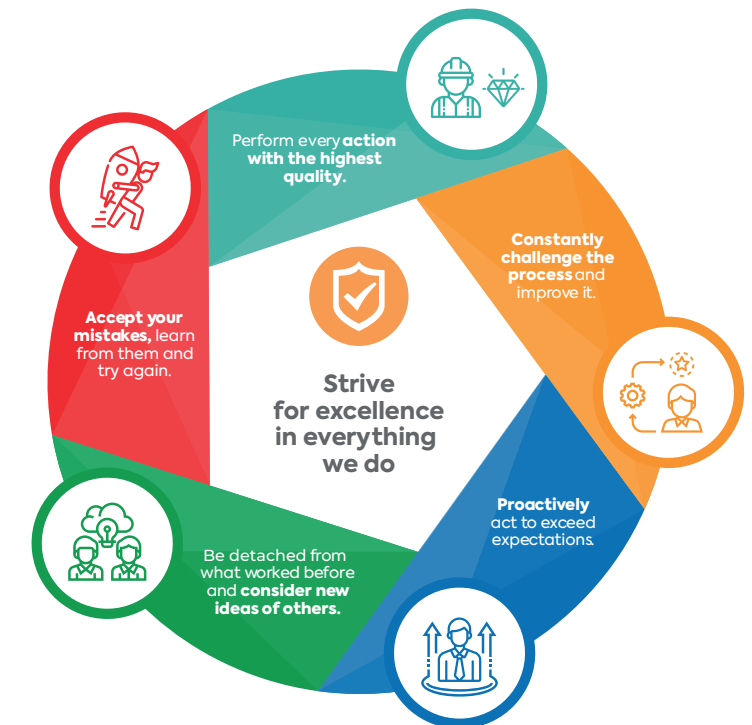 Perform every action
with the highest
quality.
Constantly
challenge the
process and
improve it.
Accept your
mistakes, learn
from them and
try again.
Strive
for excellence
in everything
we do
Proactively
act to exceed
expectations.
Be detached from
what worked before
and consider new
ideas of others.